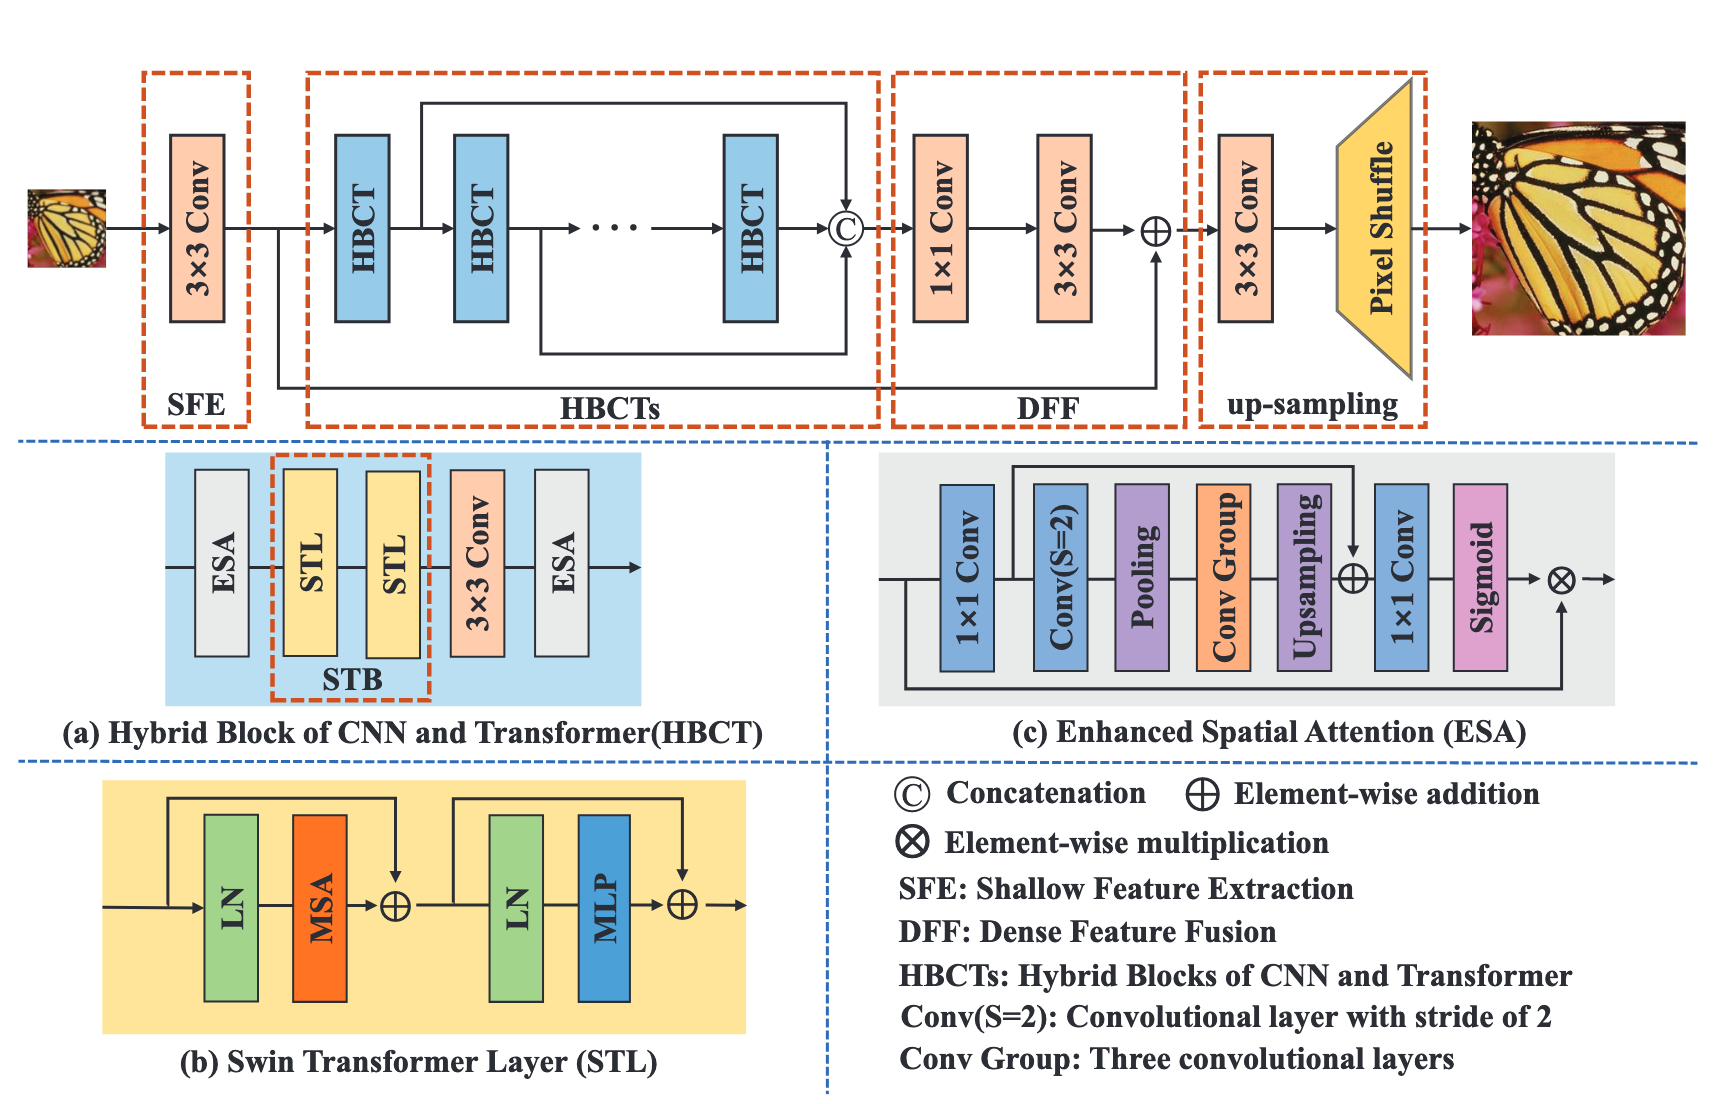 3×3 Conv
SFE
HBCT
HBCT
...
HBCT
C
HBCTs
1×1 Conv
3×3 Conv
DFF
3×3 Conv
Pixel Shuffle
up-sampling
ESA
STL
STL
STB
3×3 Conv
ESA
(a) Hybrid Block of CNN and Transformer(HBCT)
1×1 Conv
Conv(S=2)
Pooling
Conv Group
Upsampling
1×1 Conv
Sigmoid
(c) Enhanced Spatial Attention (ESA)
LN
MSA
LN
MLP
(b) Swin Transformer Layer (STL)
C Concatenation ⊕ Element-wise addition
⊗ Element-wise multiplication
SFE: Shallow Feature Extraction
DFF: Dense Feature Fusion
HBCTs: Hybrid Blocks of CNN and Transformer
Conv(S=2): Convolutional layer with stride of 2
Conv Group: Three convolutional layers